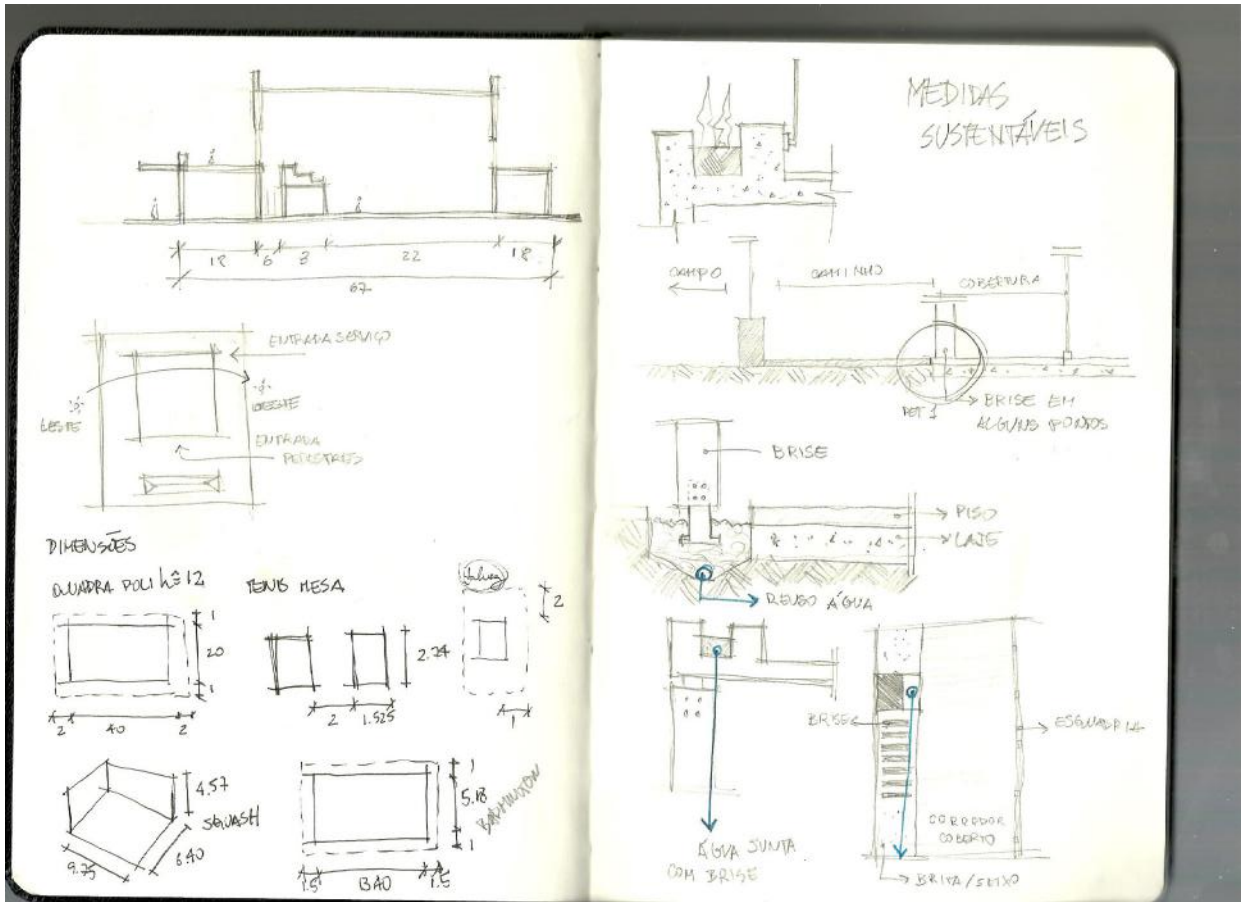 12 6 8 22 18
67
ENTRADA SERVIÇO
LESTE
OESTE
ENTRADA
PEDESTRES
DIMENSÕES
QUADRA POLI h=12
TENIS MESA
1
20
1
2 40 2
2.74
2 1.525
2
1
4.57
SQUASH
9.75
6.40
1
5.18
1
BADMINTON
1.5
1.5
MEDIDAS
SUSTENTÁVEIS
CAMPO
CAMINHO
COBERTURA
DET 1
BRISE EM
ALGUNS PONTOS
BRISE
PISO
LAJE
REUSO ÁGUA
BRISE
ESQUADRIA
ÁGUA JUNTA
COM BRISE
CORREDOR
COBERTO
BRITA/SEIXO